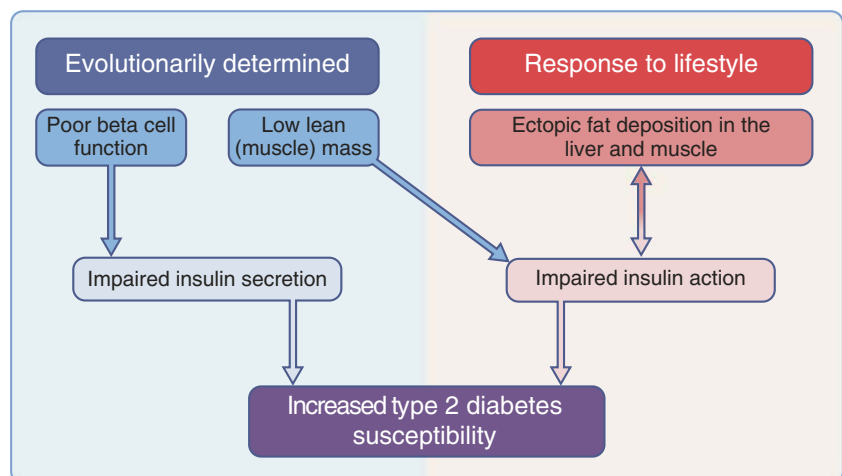 Evolutionarily determined
Response to lifestyle
Poor beta cell
function
Low lean
(muscle) mass
Ectopic fat deposition in the
liver and muscle
Impaired insulin secretion
Impaired insulin action
Increased type 2 diabetes
susceptibility